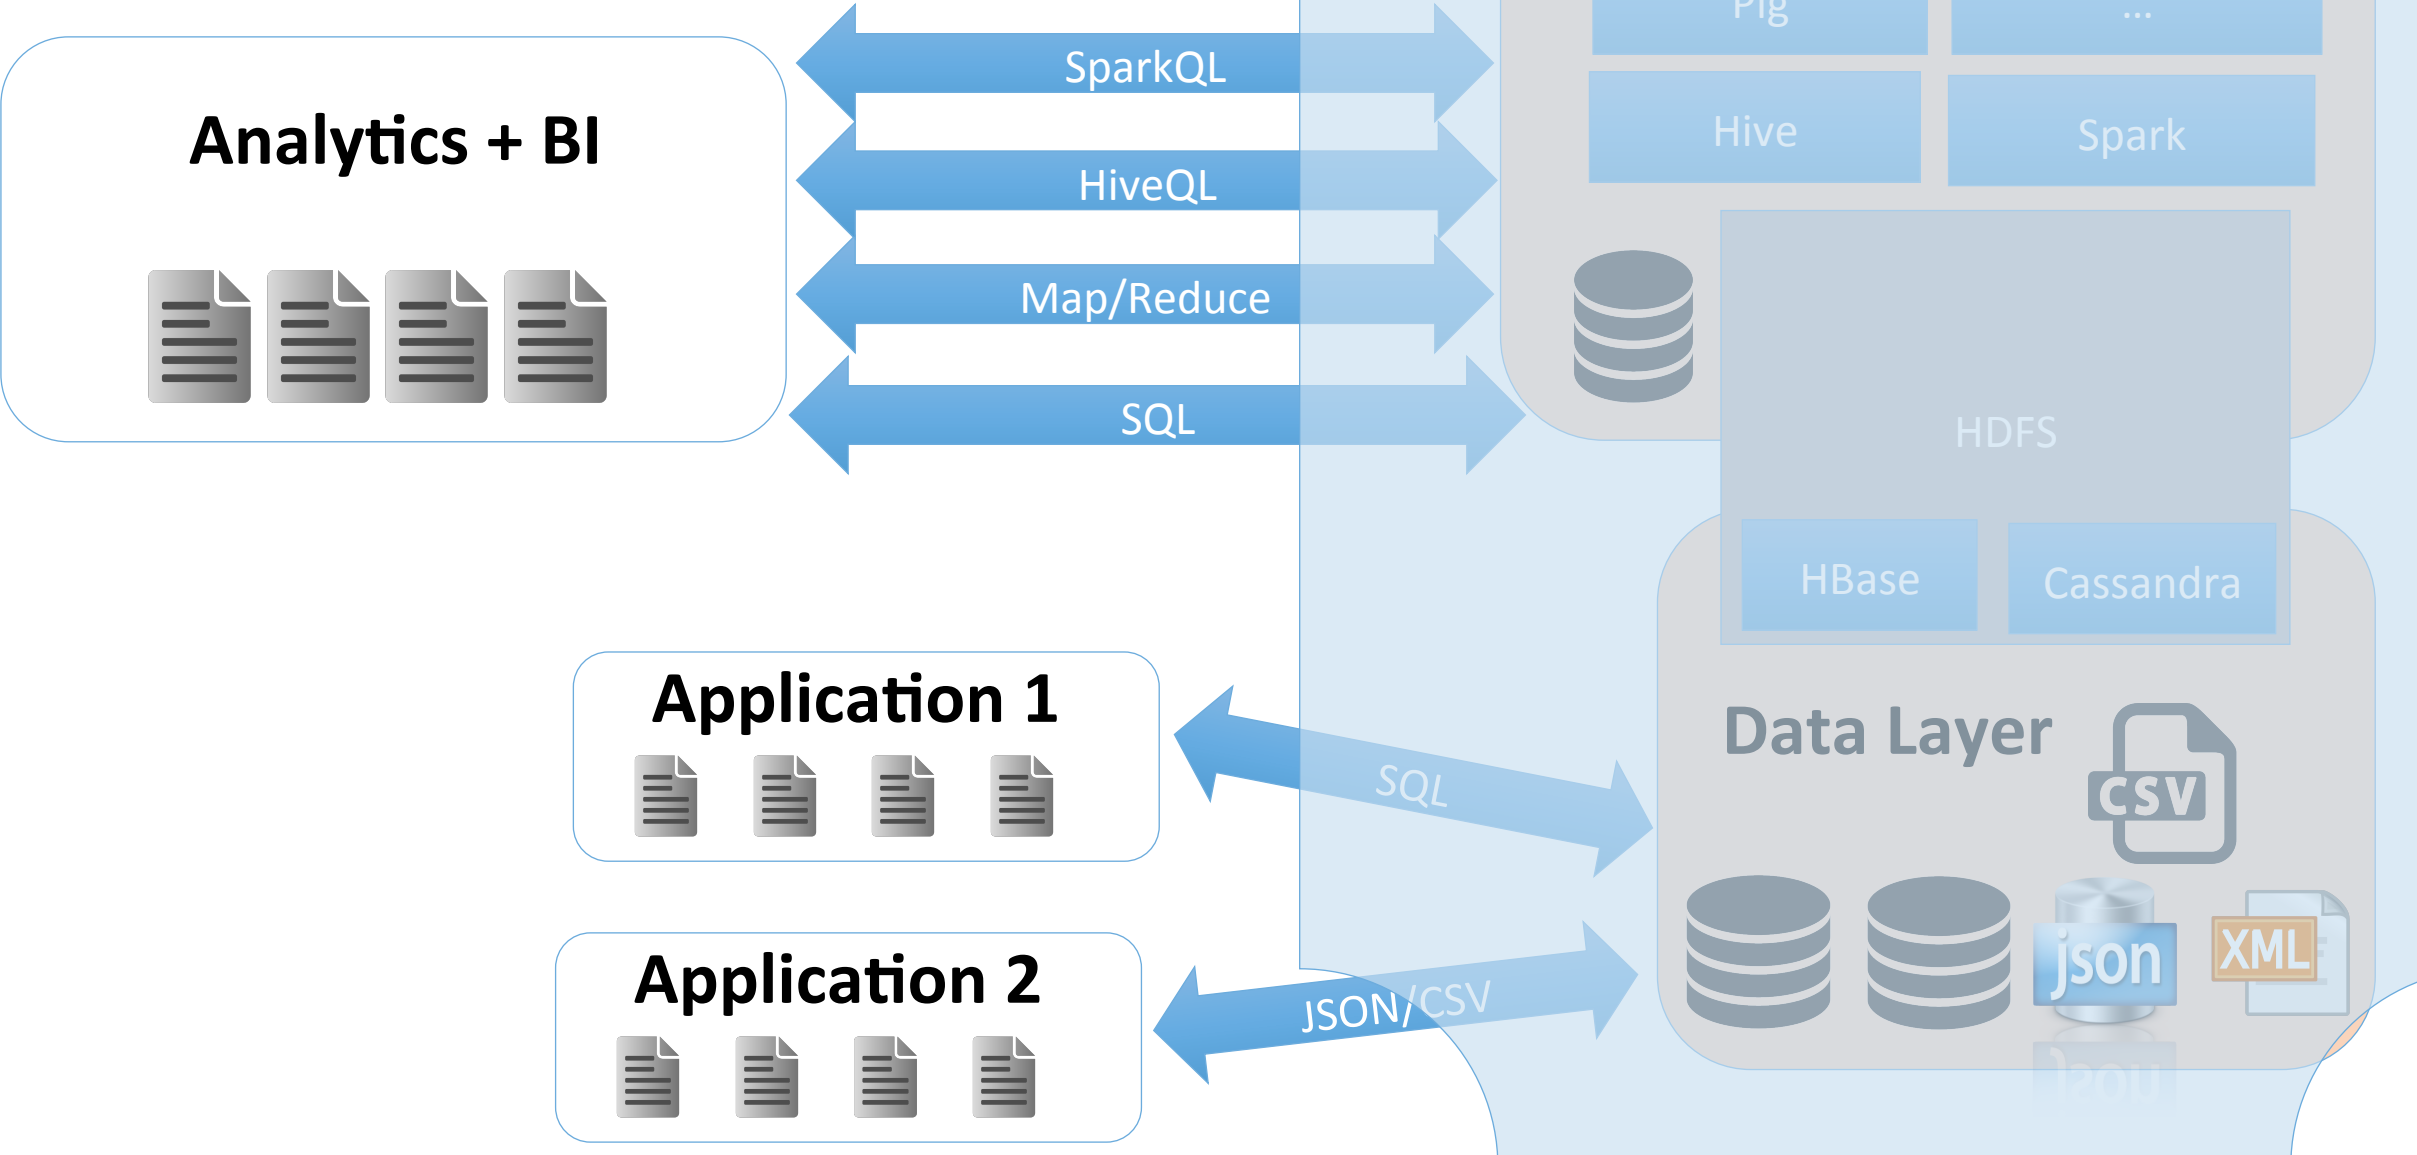 Pig
...
SparkQL
Analytics + BI
Hive
Spark
HiveQL
Map/Reduce
SQL
HDFS
HBase
Cassandra
Application 1
Data Layer
SQL
CSV
json
XML
Application 2
JSON/CSV